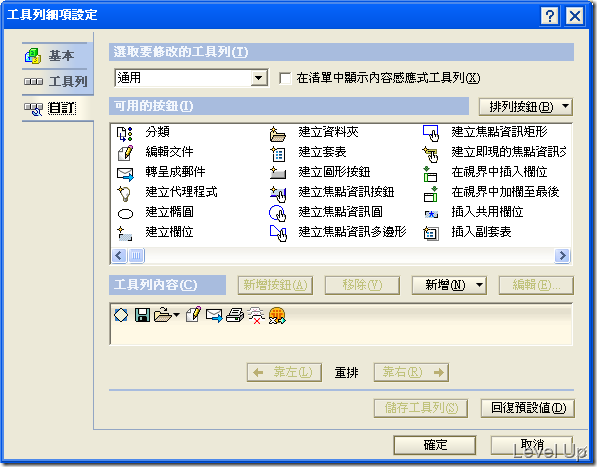 工具列細項設定
基本
工具列
自訂
選取要修改的工具列(T)
通用
在清單中顯示內容感應式工具列(X)
可用的按鈕(I)
排列按鈕(B)
分類
建立資料夾
建立焦點資訊矩形
編輯文件
建立套表
建立即現的焦點資訊
轉呈成郵件
建立圖形按鈕
在視界中插入欄位
建立代理程式
建立焦點資訊按鈕
在視界中加欄至最後
建立橢圓
建立焦點資訊圓
插入共用欄位
建立欄位
建立焦點資訊多邊形
插入副套表
工具列內容(C)
新增按鈕(A)
移除(V)
新增(N)
編輯(E)...
靠左(L)
重排
靠右(R)
儲存工具列(S)
回復預設值(D)
確定
取消
Level Up